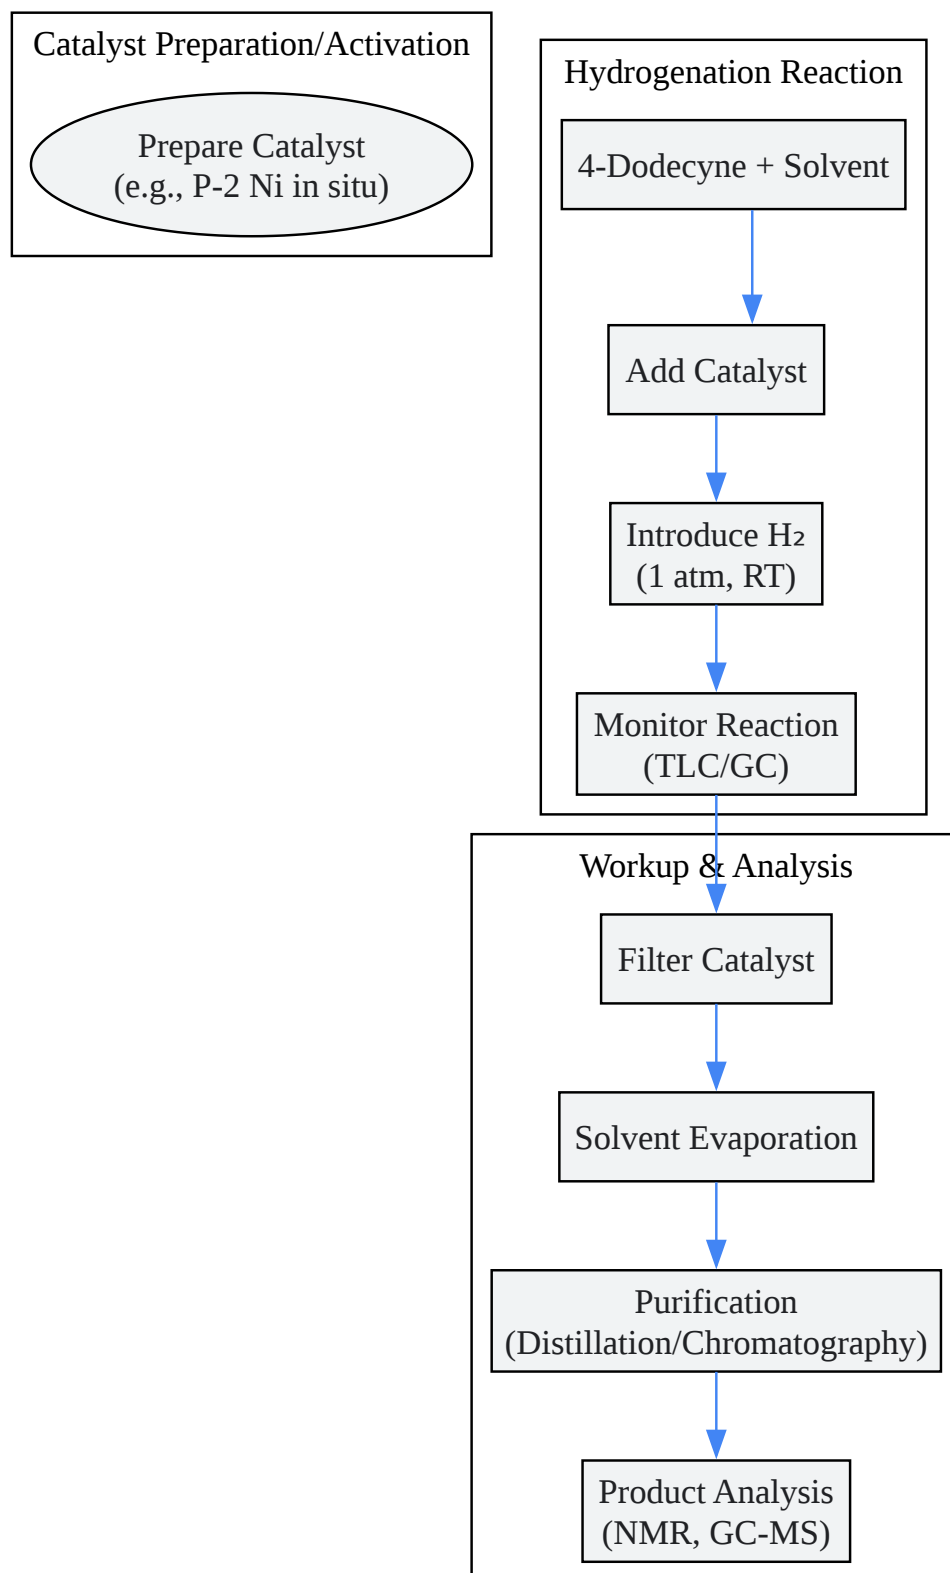 Catalyst Preparation/Activation
Prepare Catalyst
(e.g., P-2 Ni in situ)
Hydrogenation Reaction
4-Dodecyne + Solvent
Add Catalyst
Introduce H₂
(1 atm, RT)
Monitor Reaction
(TLC/GC)
Workup & Analysis
Filter Catalyst
Solvent Evaporation
Purification
(Distillation/Chromatography)
Product Analysis
(NMR, GC-MS)